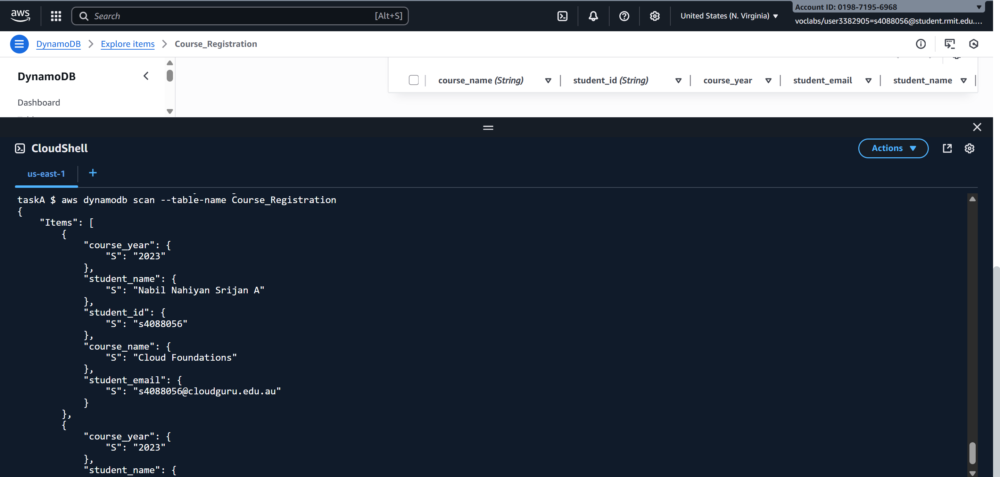 aws
Search [Alt+S]
United States (N. Virginia)
Account ID: 0198-7195-6968
voclabs/user3382905=s4088056@student.rmit.edu....
DynamoDB > Explore items > Course_Registration
DynamoDB
Dashboard
course_name (String) student_id (String) course_year student_email student_name
CloudShell
Actions
us-east-1 +
taskA $ aws dynamodb scan --table-name Course_Registration
{
    "Items": [
        {
            "course_year": {
                "S": "2023"
            },
            "student_name": {
                "S": "Nabil Nahiyan Srijan A"
            },
            "student_id": {
                "S": "s4088056"
            },
            "course_name": {
                "S": "Cloud Foundations"
            },
            "student_email": {
                "S": "s4088056@cloudguru.edu.au"
            }
        },
        {
            "course_year": {
                "S": "2023"
            },
            "student_name": {